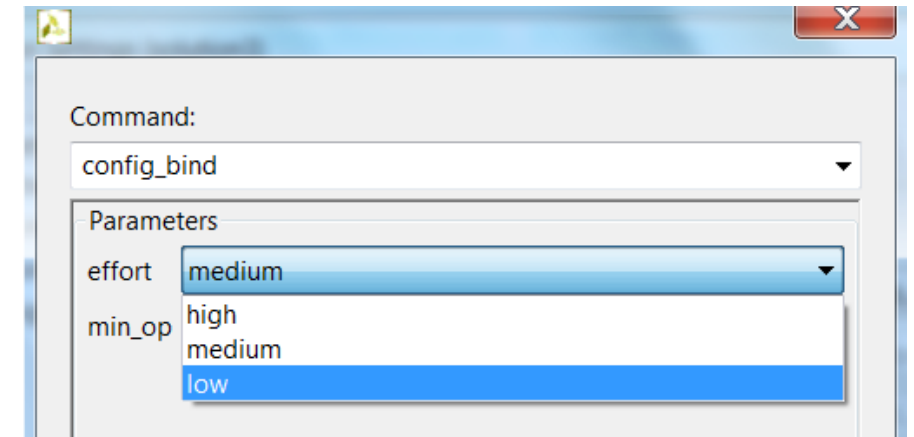 Command:
config_bind
Parameters
effort medium
high
min_op
medium
low